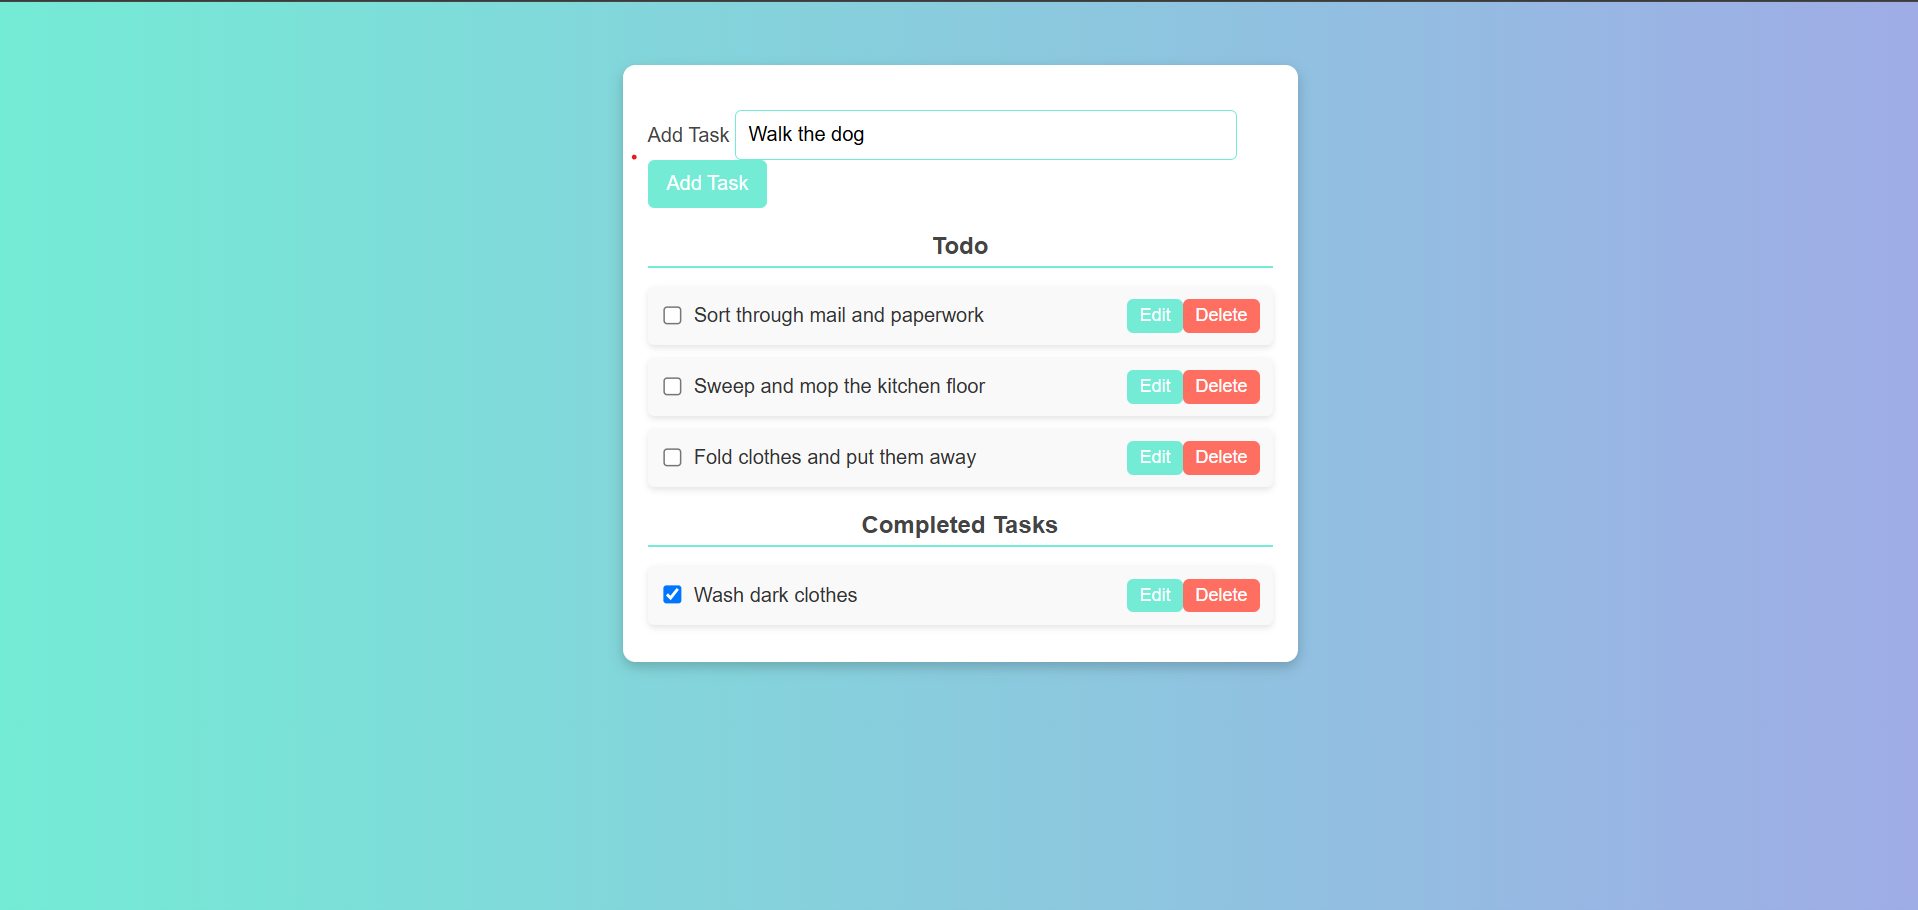 Add Task Walk the dog
Add Task
Todo
Sort through mail and paperwork Edit Delete
Sweep and mop the kitchen floor Edit Delete
Fold clothes and put them away Edit Delete
Completed Tasks
Wash dark clothes Edit Delete